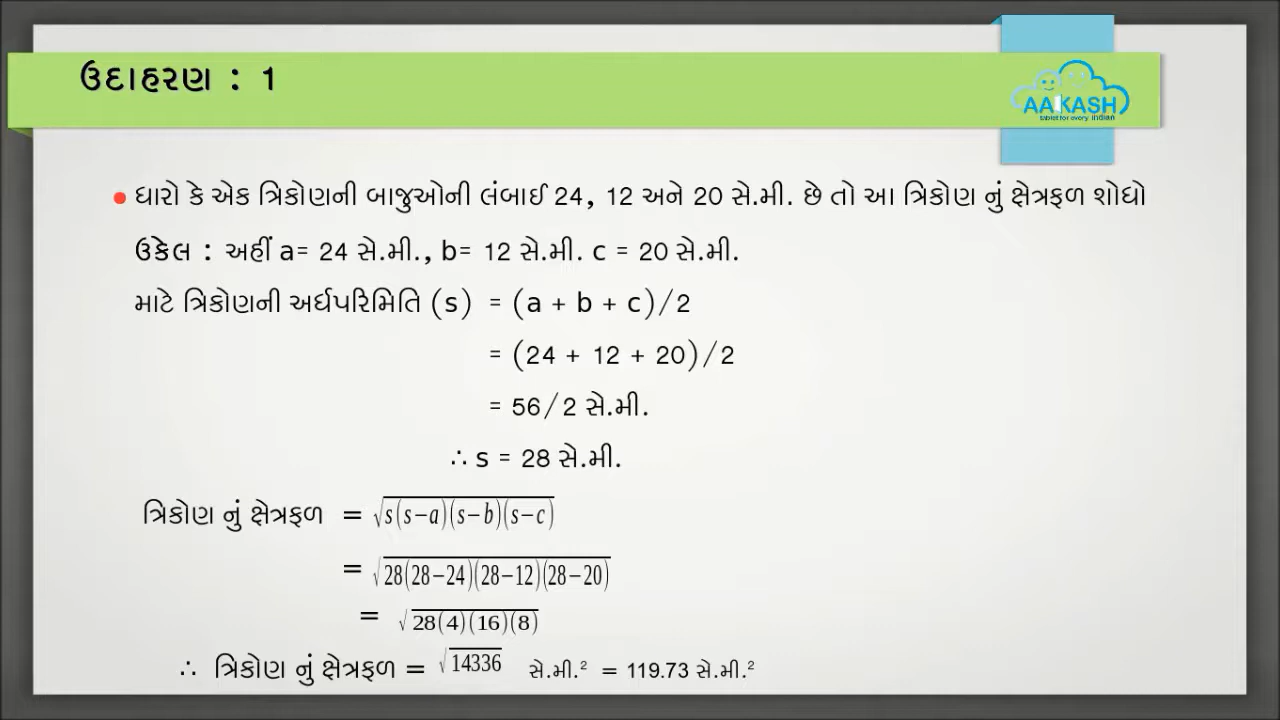 ઉદાહરણ : 1
AAKASH
tablet for every indian
ધારો કે એક ત્રિકોણની બાજુઓની લંબાઈ 24, 12 અને 20 સે.મી. છે તો આ ત્રિકોણ નું ક્ષેત્રફળ શોધો
ઉકેલ : અહીં a= 24 સે.મી., b= 12 સે.મી. c = 20 સે.મી.
માટે ત્રિકોણની અર્ધપરિમિતિ (s) = (a + b + c)/2
= (24 + 12 + 20)/2
= 56/2 સે.મી.
∴ s = 28 સે.મી.
ત્રિકોણ નું ક્ષેત્રફળ = √s(s−a)(s−b)(s−c)
= √28(28−24)(28−12)(28−20)
= √28(4)(16)(8)
∴ ત્રિકોણ નું ક્ષેત્રફળ = √14336 સે.મી.² = 119.73 સે.મી.²